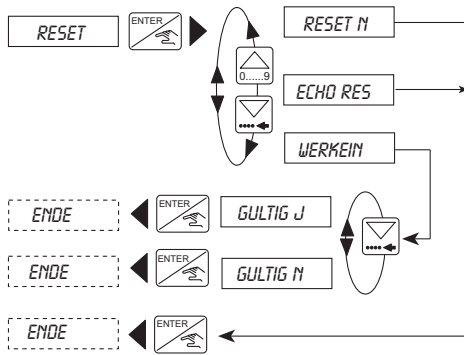 RESET
ENTER
RESET N
0......9
ECHO RES
WERKEIN
ENDE
ENTER
GULTIG J
ENDE
ENTER
GULTIG N
ENDE
ENTER